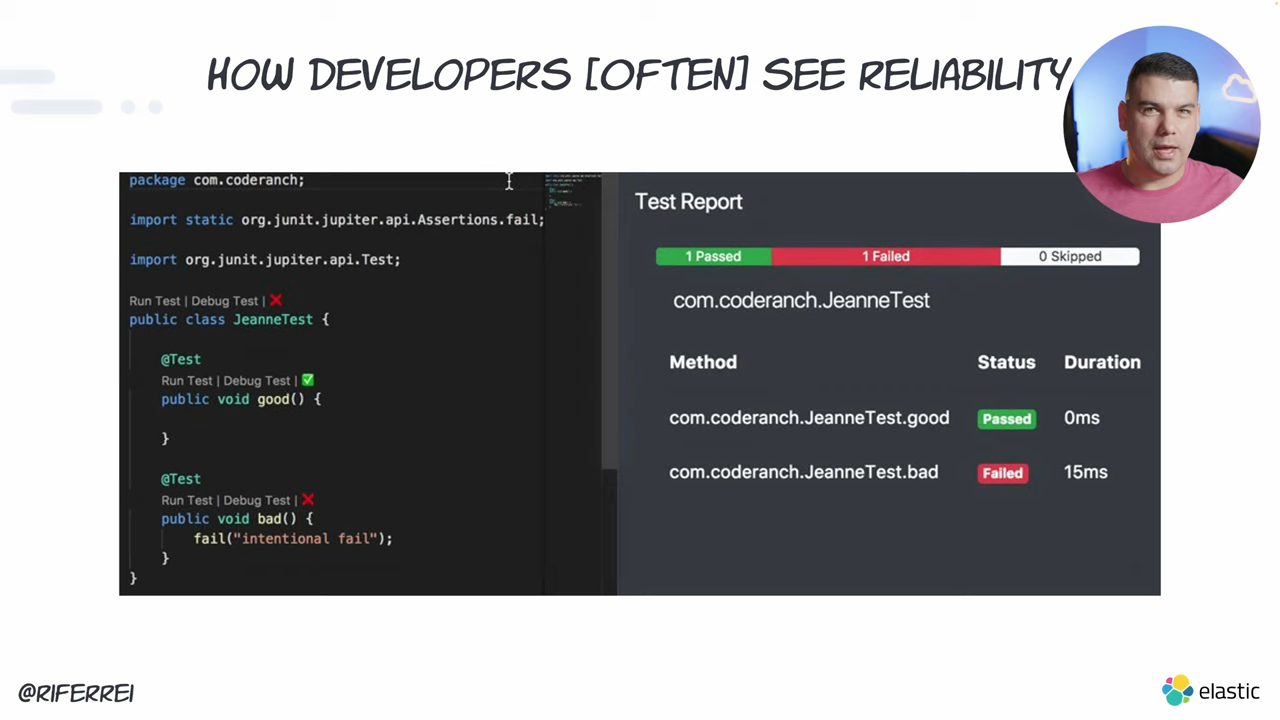 HOW DEVELOPERS [OFTEN] SEE RELIABILITY
package com.coderanch;
import static org.junit.jupiter.api.Assertions.fail;
import org.junit.jupiter.api.Test;
Run Test | Debug Test | ❌
public class JeanneTest {
@Test
Run Test | Debug Test | ✅
public void good() {
}
@Test
Run Test | Debug Test | ❌
public void bad() {
fail("intentional fail");
}
}
Test Report
1 Passed 1 Failed 0 Skipped
com.coderanch.JeanneTest
Method Status Duration
com.coderanch.JeanneTest.good Passed 0ms
com.coderanch.JeanneTest.bad Failed 15ms
@RIFERREI
elastic